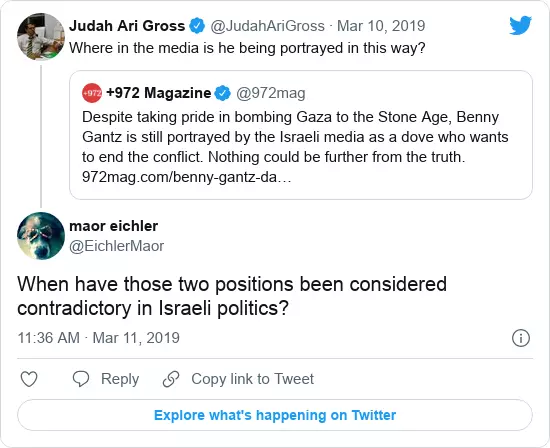 Judah Ari Gross @JudahAriGross · Mar 10, 2019
Where in the media is he being portrayed in this way?
+972 +972 Magazine @972mag
Despite taking pride in bombing Gaza to the Stone Age, Benny
Gantz is still portrayed by the Israeli media as a dove who wants
to end the conflict. Nothing could be further from the truth.
972mag.com/benny-gantz-da…
maor eichler
@EichlerMaor
When have those two positions been considered
contradictory in Israeli politics?
11:36 AM · Mar 11, 2019
Reply Copy link to Tweet
Explore what's happening on Twitter